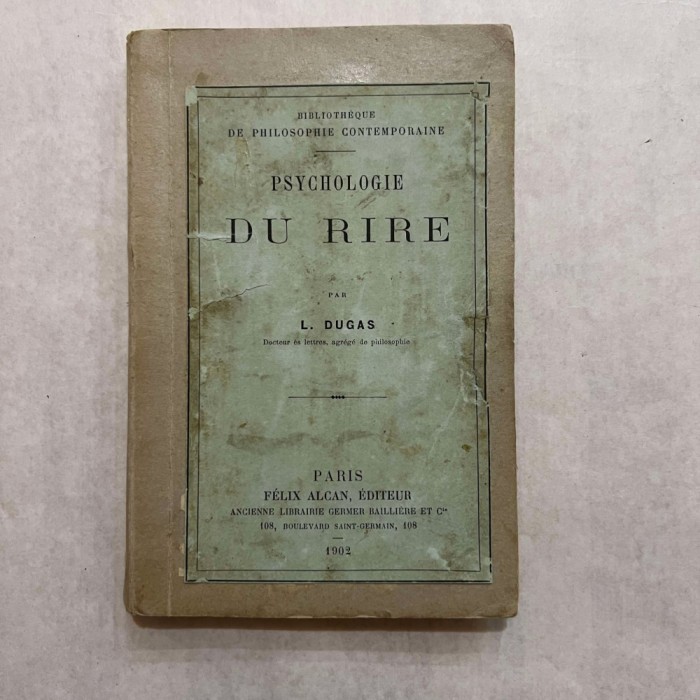 BIBLIOTHÈQUE
DE PHILOSOPHIE CONTEMPORAINE
PSYCHOLOGIE
DU RIRE
PAR
L. DUGAS
Docteur ès lettres, agrégé de philosophie
PARIS
FÉLIX ALCAN, ÉDITEUR
ANCIENNE LIBRAIRIE GERMER BAILLIÈRE ET Cie
108, BOULEVARD SAINT-GERMAIN, 108
1902